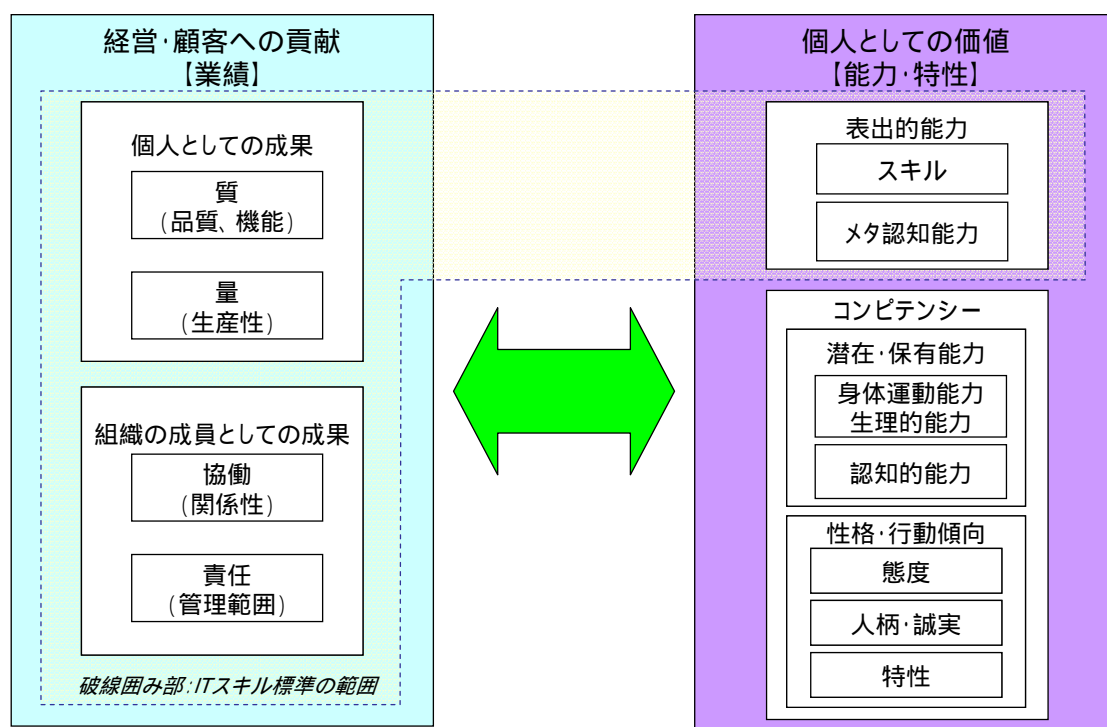 経営・顧客への貢献
【業績】
個人としての成果
質
(品質、機能)
量
(生産性)
組織の成員としての成果
協働
(関係性)
責任
(管理範囲)
破線囲み部:ITスキル標準の範囲
個人としての価値
【能力・特性】
表出的能力
スキル
メタ認知能力
コンピテンシー
潜在・保有能力
身体運動能力
生理的能力
認知的能力
性格・行動傾向
態度
人柄・誠実
特性